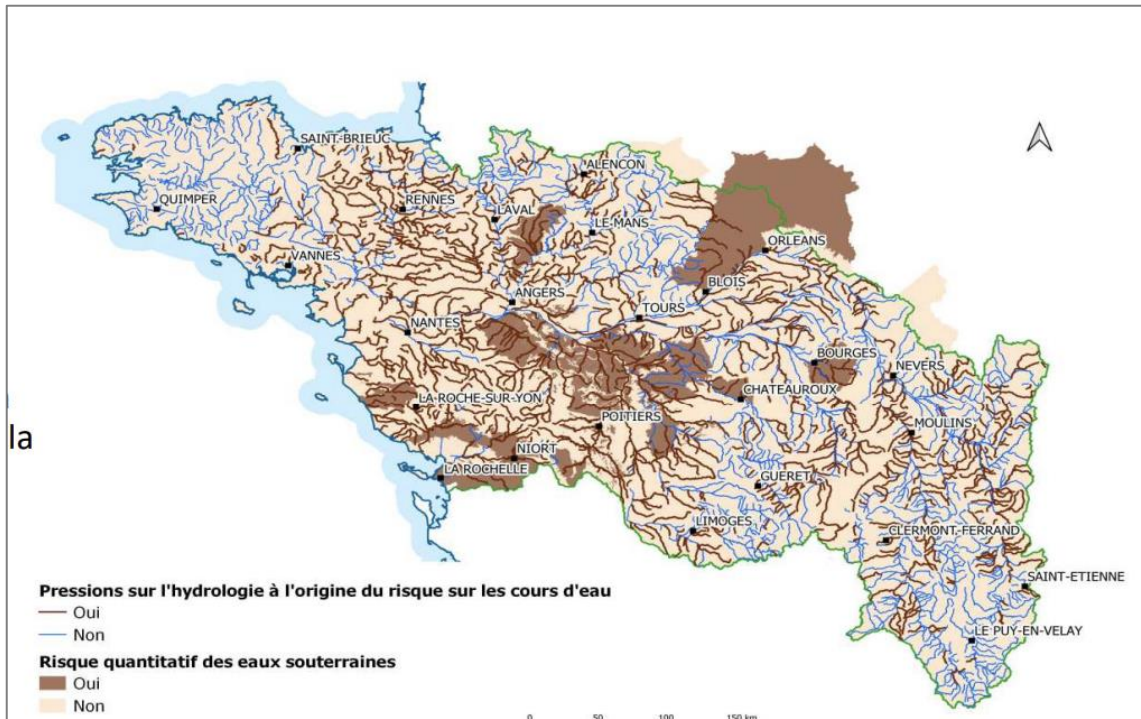 SAINT-BRIEUC
ALENCON
QUIMPER
RENNES
LAVAL
LE-MANS
ORLEANS
VANNES
BLOIS
ANGERS
TOURS
NANTES
BOURGES
NEVERS
CHATEAUROUX
LA-ROCHE-SUR-YON
POITIERS
MOULINS
la
NIORT
LA ROCHELLE
GUERET
LIMOGES
CLERMONT-FERRAND
SAINT-ETIENNE
LE PUY-EN-VELAY
Pressions sur l'hydrologie à l'origine du risque sur les cours d'eau
Oui
Non
Risque quantitatif des eaux souterraines
Oui
Non
0 50 100 150 km